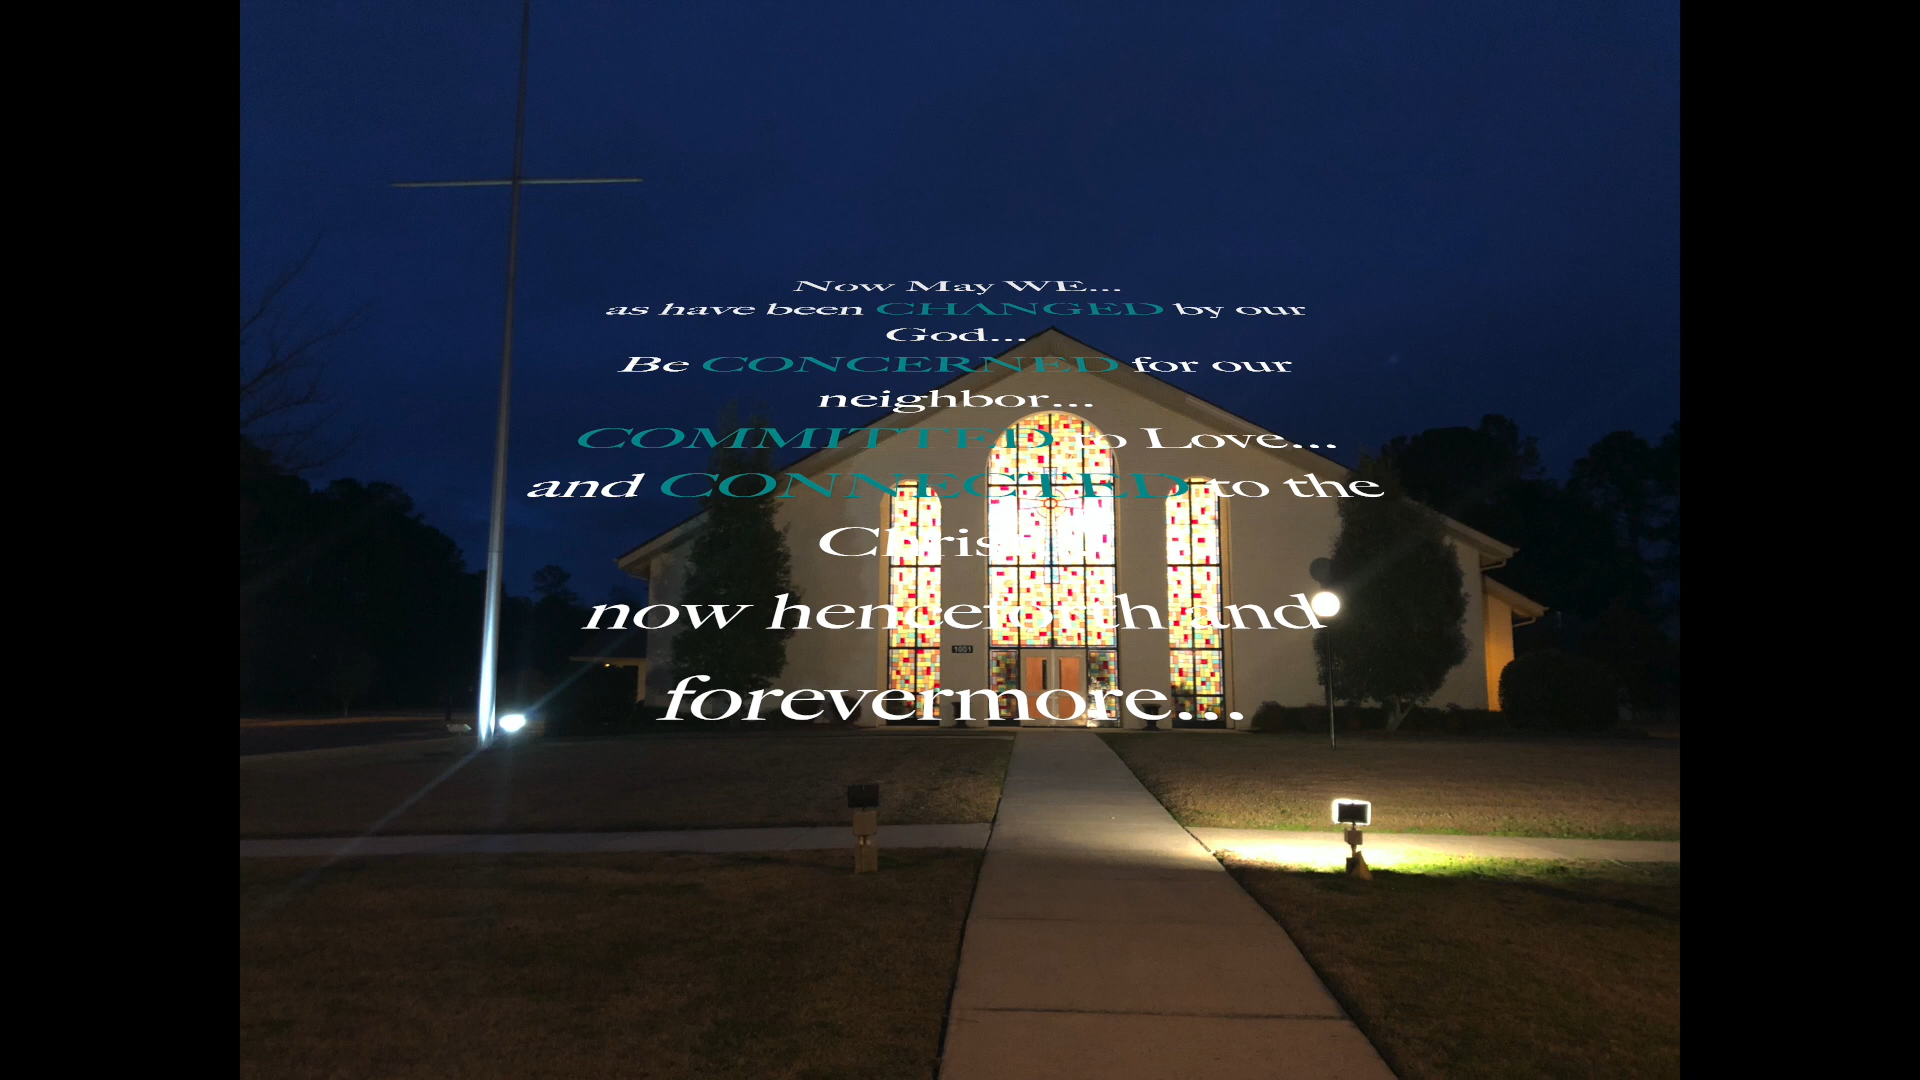 Now May WE...
as have been CHANGED by our
God...
Be CONCERNED for our
neighbor...
COMMITTED to Love...
and CONNECTED to the
Christ...
now henceforth and
forevermore...
1001